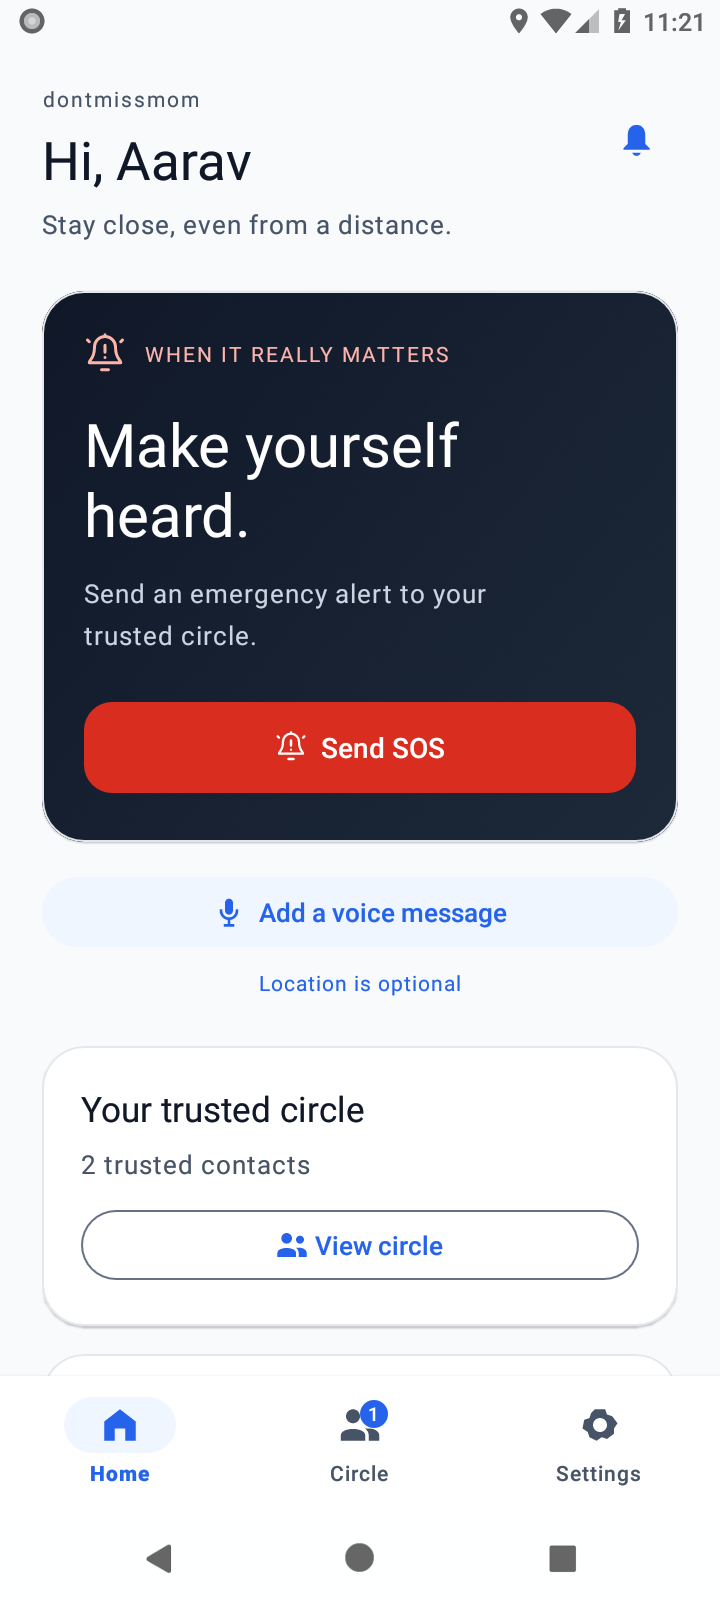 11:21
dontmissmom
Hi, Aarav
Stay close, even from a distance.
WHEN IT REALLY MATTERS
Make yourself
heard.
Send an emergency alert to your
trusted circle.
Send SOS
Add a voice message
Location is optional
Your trusted circle
2 trusted contacts
View circle
1
Home
Circle
Settings